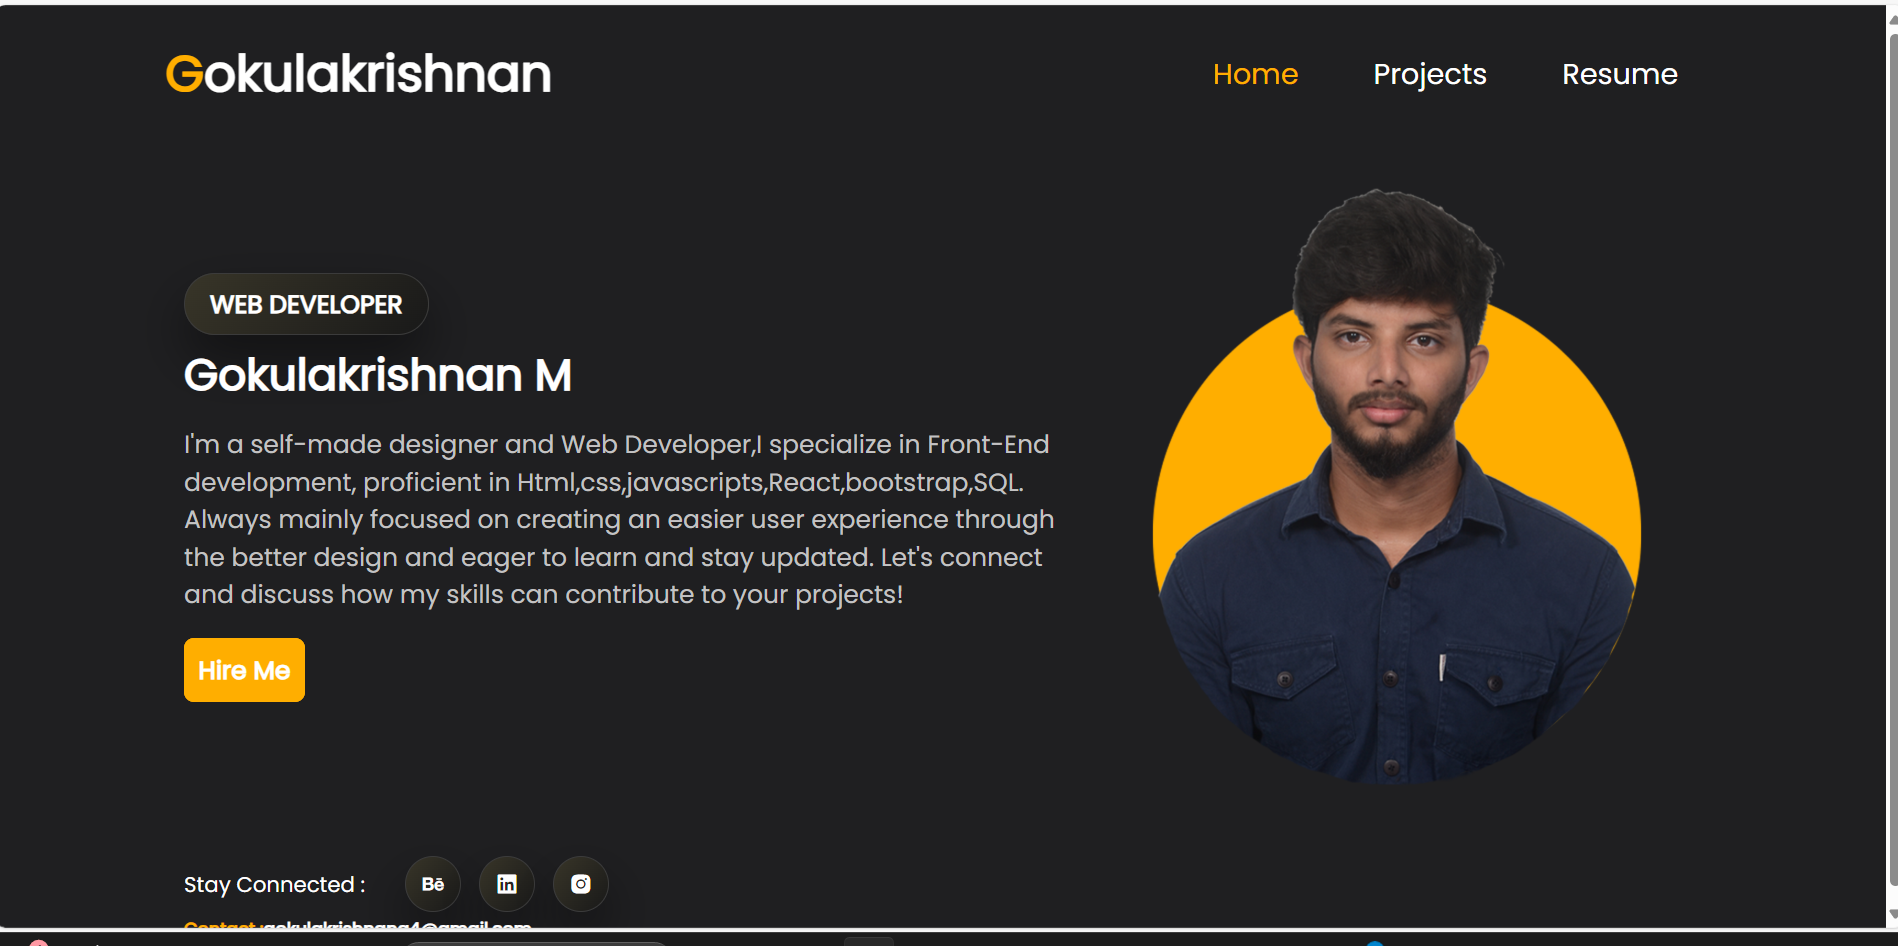 Gokulakrishnan
Home Projects Resume
WEB DEVELOPER
Gokulakrishnan M
I'm a self-made designer and Web Developer,I specialize in Front-End
development, proficient in Html,css,javascripts,React,bootstrap,SQL.
Always mainly focused on creating an easier user experience through
the better design and eager to learn and stay updated. Let's connect
and discuss how my skills can contribute to your projects!
Hire Me
Stay Connected :
Bē
in